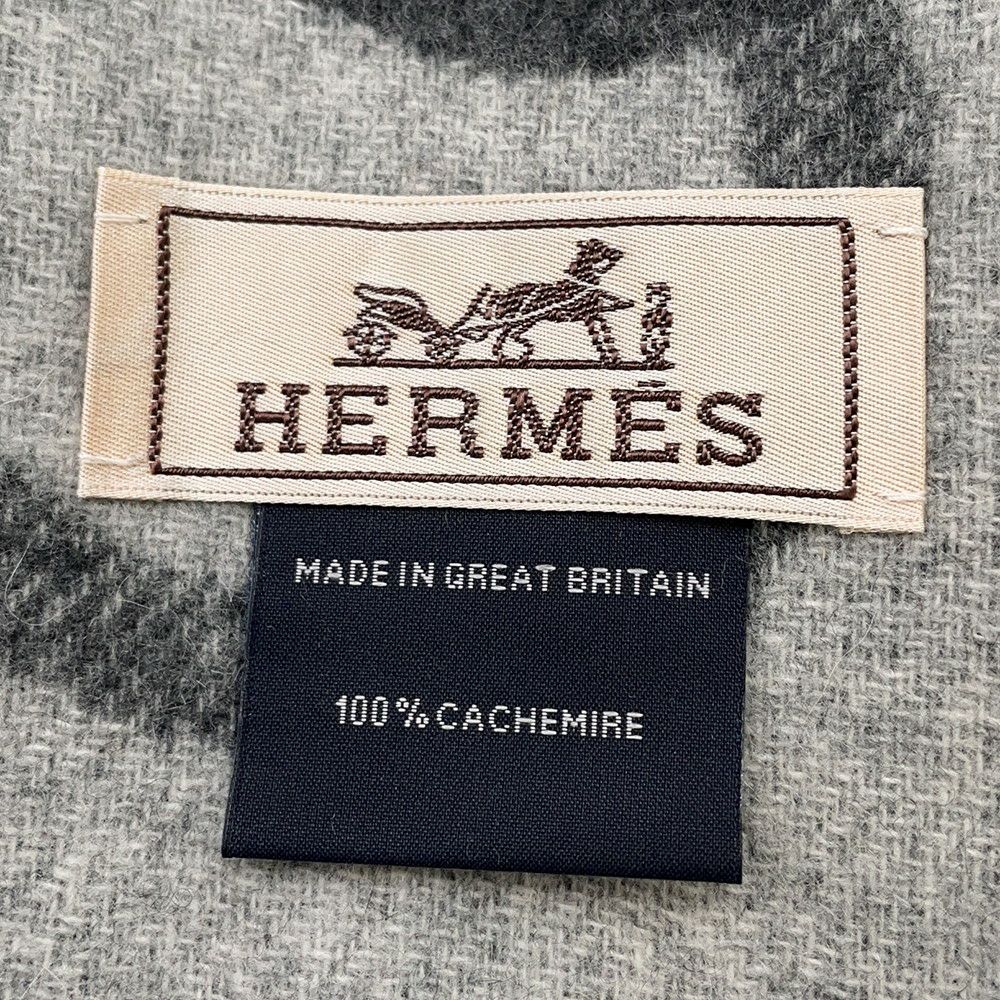 HERMÈS
MADE IN GREAT BRITAIN
100% CACHEMIRE